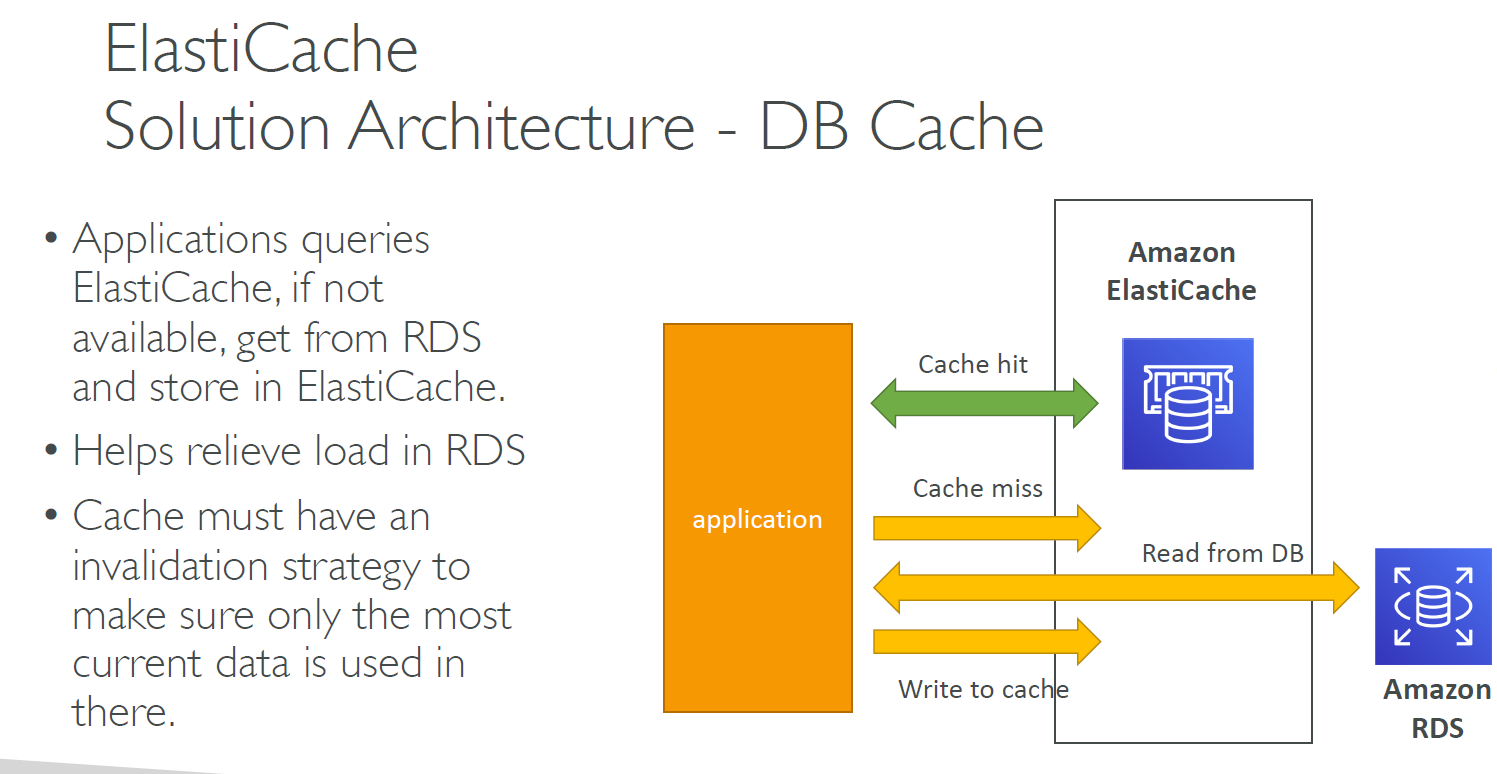 ElastiCache
Solution Architecture - DB Cache
• Applications queries
ElastiCache, if not
available, get from RDS
and store in ElastiCache.
• Helps relieve load in RDS
• Cache must have an
invalidation strategy to
make sure only the most
current data is used in
there.
Amazon
ElastiCache
Cache hit
Cache miss
application
Read from DB
Write to cache
Amazon
RDS